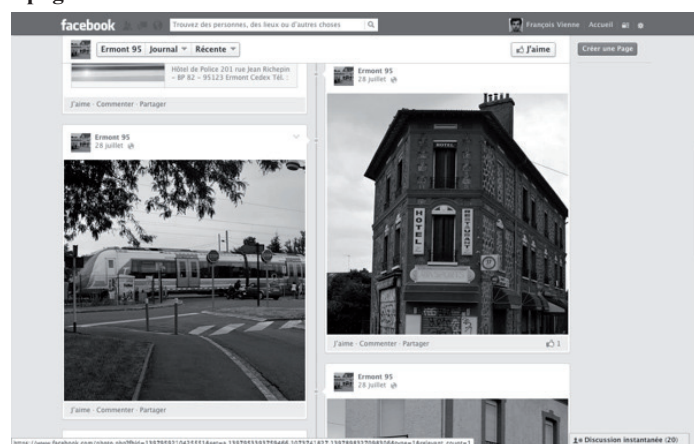 facebook
Trouvez des personnes, des lieux ou d'autres choses
François Vienne Accueil
Ermont 95 Journal Récente
J'aime
Créer une Page
Hôtel de Police 201 rue Jean Richepin
– BP 82 – 95123 Ermont Cedex Tél. :
J'aime · Commenter · Partager
Ermont 95
28 juillet
J'aime · Commenter · Partager
Ermont 95
28 juillet
HOTEL
HOTEL
RESTAURANT
J'aime · Commenter · Partager 1
Ermont 95
28 juillet
Discussion instantanée (20)